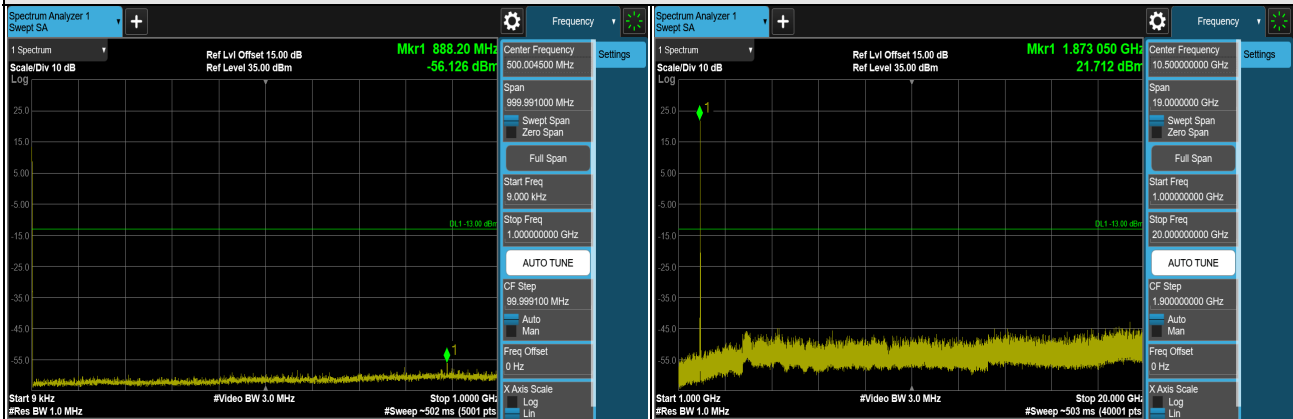 Spectrum Analyzer 1
Swept SA
+
Frequency
1 Spectrum
Scale/Div 10 dB
Log
Ref Lvl Offset 15.00 dB
Ref Level 35.00 dBm
Mkr1 888.20 MHz
-56.126 dBm
25.0
15.0
5.00
-5.00
-15.0
-25.0
-35.0
-45.0
-55.0
1
DL1 -13.00 dBm
Start 9 kHz
#Res BW 1.0 MHz
#Video BW 3.0 MHz
Stop 1.0000 GHz
#Sweep ~502 ms (5001 pts
Center Frequency
500.004500 MHz
Settings
Span
999.991000 MHz
Swept Span
Zero Span
Full Span
Start Freq
9.000 kHz
Stop Freq
1.000000000 GHz
AUTO TUNE
CF Step
99.999100 MHz
Auto
Man
Freq Offset
0 Hz
X Axis Scale
Log
Lin
Spectrum Analyzer 1
Swept SA
+
Frequency
1 Spectrum
Scale/Div 10 dB
Log
Ref Lvl Offset 15.00 dB
Ref Level 35.00 dBm
Mkr1 1.873 050 GHz
21.712 dBm
25.0
15.0
5.00
-5.00
-15.0
-25.0
-35.0
-45.0
-55.0
1
DL1 -13.00 dBm
Start 1.000 GHz
#Res BW 1.0 MHz
#Video BW 3.0 MHz
Stop 20.000 GHz
#Sweep ~503 ms (40001 pts
Center Frequency
10.500000000 GHz
Settings
Span
19.0000000 GHz
Swept Span
Zero Span
Full Span
Start Freq
1.000000000 GHz
Stop Freq
20.000000000 GHz
AUTO TUNE
CF Step
1.900000000 GHz
Auto
Man
Freq Offset
0 Hz
X Axis Scale
Log
Lin